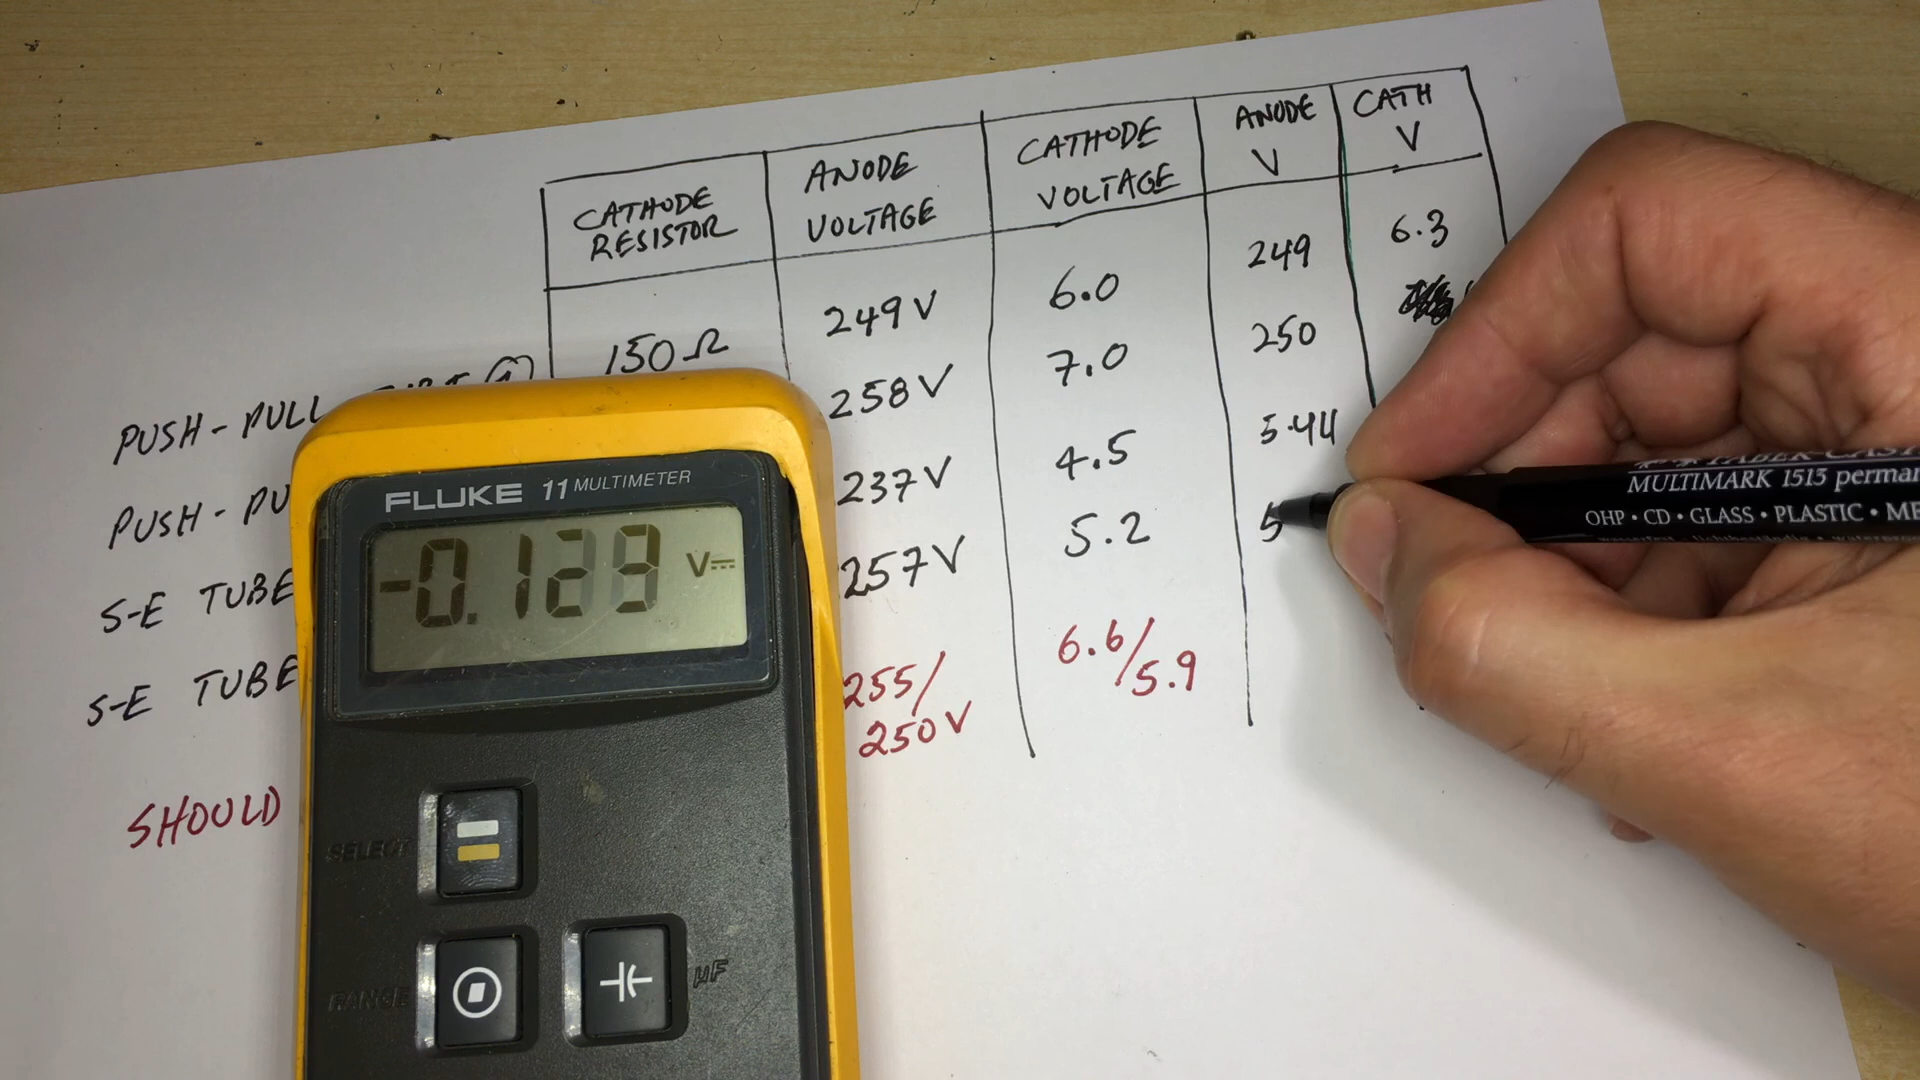 CATHODE RESISTOR
ANODE VOLTAGE
CATHODE VOLTAGE
ANODE V
CATH V
PUSH-PULL
150Ω
249V
6.0
249
6.3
PUSH-PU
258V
7.0
250
S-E TUBE
237V
4.5
5.44
S-E TUBE
257V
5.2
5
SHOULD
255/
250V
6.6/5.9
FLUKE 11 MULTIMETER
-0.129 V
SELECT
RANGE
µF
MULTIMARK 1513 perman
OHP • CD • GLASS • PLASTIC • ME